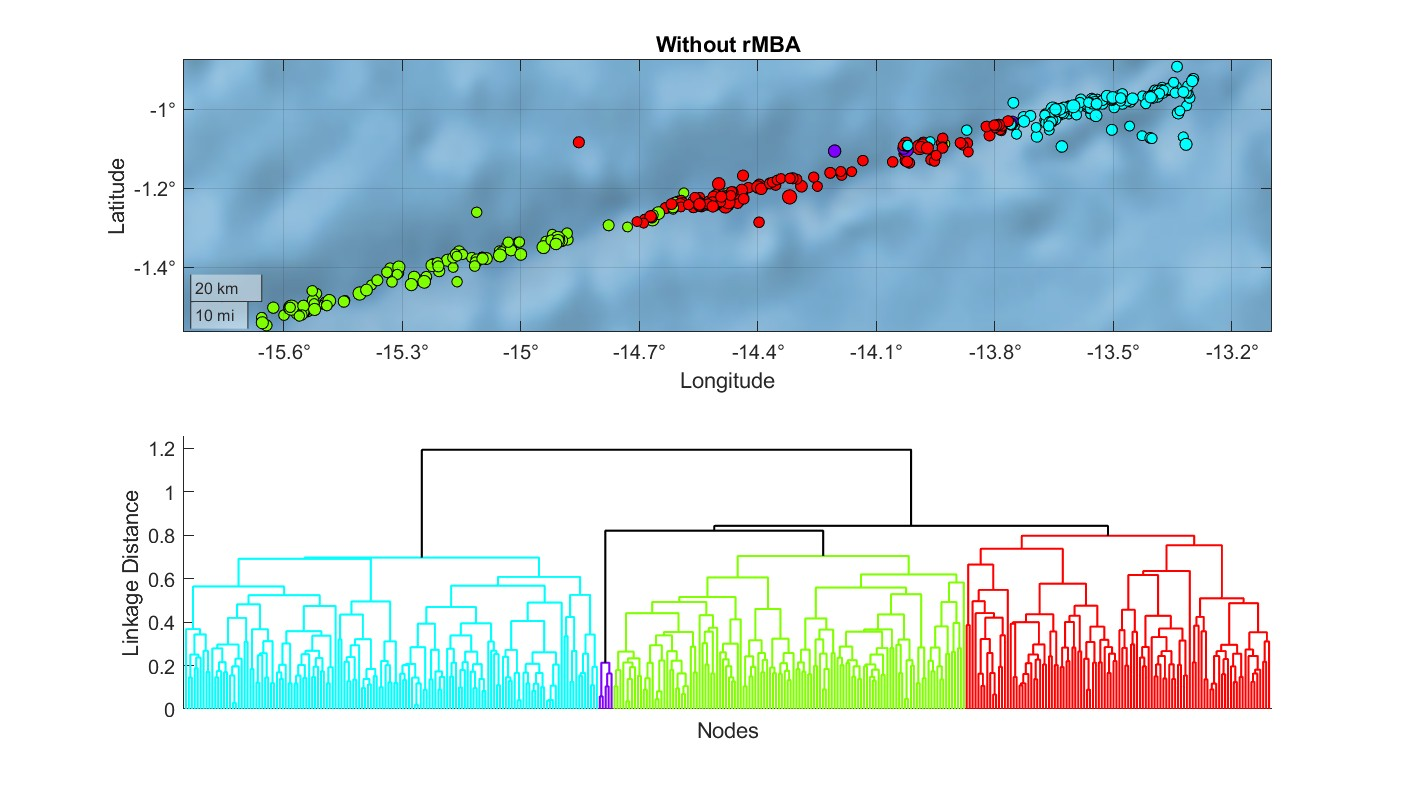 Without rMBA
-1°
-1.2°
-1.4°
Latitude
20 km
10 mi
-15.6°
-15.3°
-15°
-14.7°
-14.4°
-14.1°
-13.8°
-13.5°
-13.2°
Longitude
1.2
1
0.8
0.6
0.4
0.2
0
Linkage Distance
Nodes